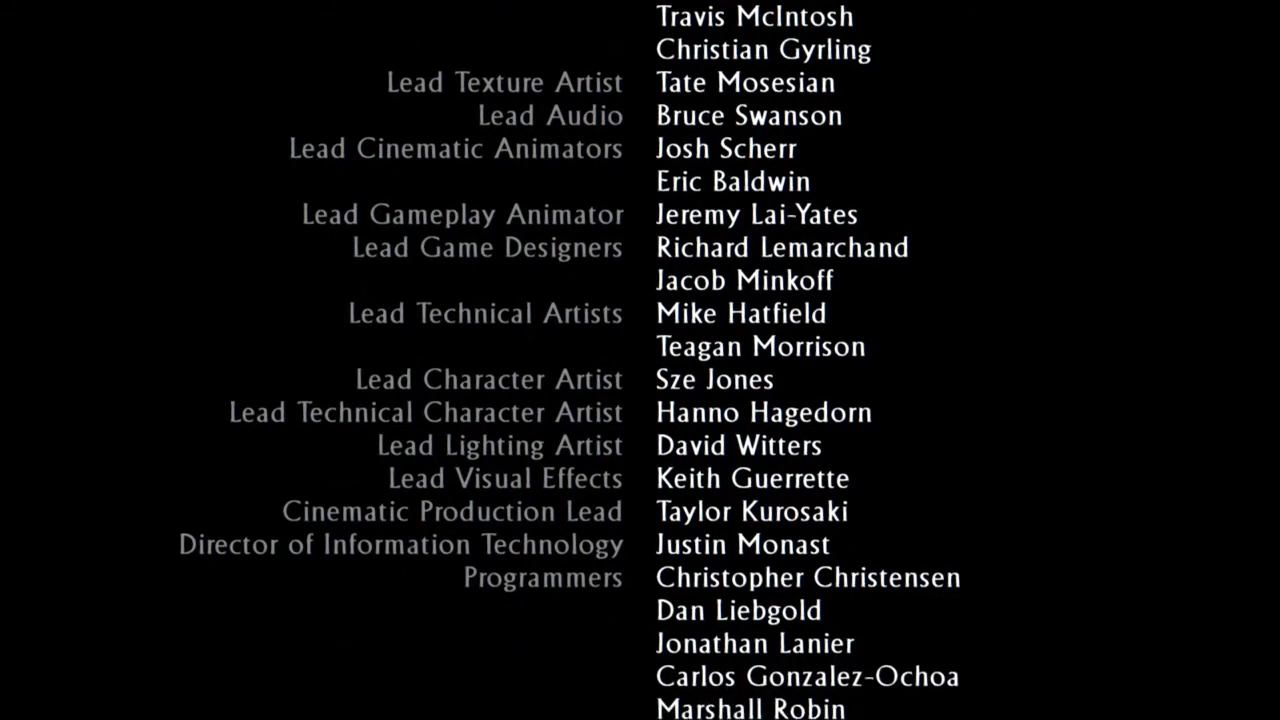 Travis McIntosh
Christian Gyrling
Lead Texture Artist Tate Mosesian
Lead Audio Bruce Swanson
Lead Cinematic Animators Josh Scherr
Eric Baldwin
Lead Gameplay Animator Jeremy Lai-Yates
Lead Game Designers Richard Lemarchand
Jacob Minkoff
Lead Technical Artists Mike Hatfield
Teagan Morrison
Lead Character Artist Sze Jones
Lead Technical Character Artist Hanno Hagedorn
Lead Lighting Artist David Witters
Lead Visual Effects Keith Guerrette
Cinematic Production Lead Taylor Kurosaki
Director of Information Technology Justin Monast
Programmers Christopher Christensen
Dan Liebgold
Jonathan Lanier
Carlos Gonzalez-Ochoa
Marshall Robin